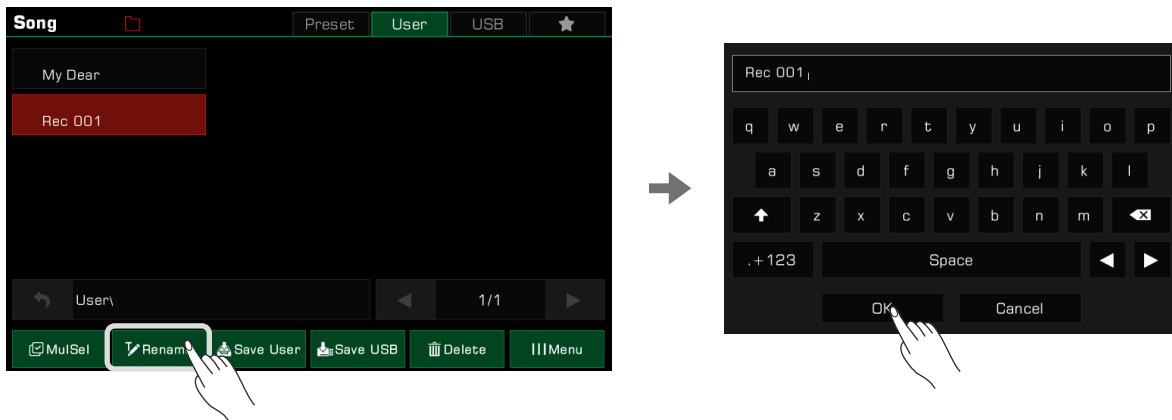 Song Preset User USB
My Dear
Rec 001
User\ 1/1
MulSel Renam Save User Save USB Delete Menu
Rec 001
q w e r t y u i o p
a s d f g h j k l
z x c v b n m
.+123 Space
OK Cancel